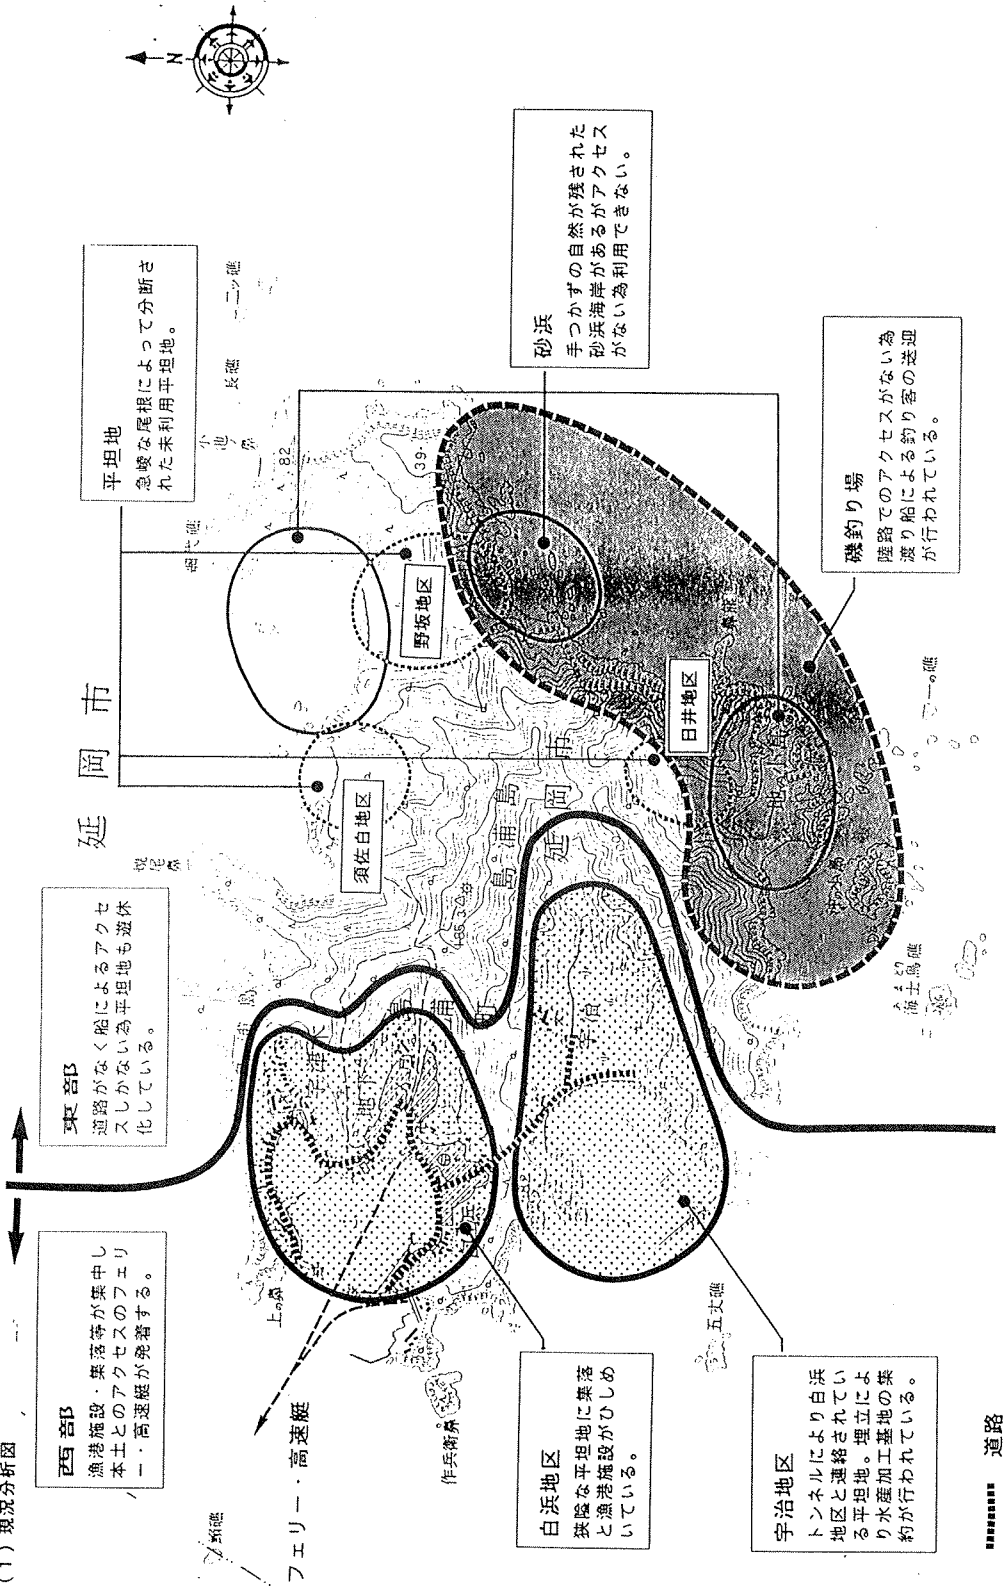 (1) 現況分析図
西部
漁港施設・集落等が集中し
本土とのアクセスのフェリ
ー・高速艇が発着する。
東部
道路がなく船によるアクセ
スしかない為平坦地も遊休
化している。
平坦地
急峻な尾根によって分断さ
れた未利用平坦地。
N
延岡市
二ツ礁
長礁
82
39
上の鼻
須佐白地区
野坂地区
日井地区
島浦町
島浦島
延岡市
宇治
地下
フェリー・高速艇
作兵衛鼻
五丈礁
一の礁
海士鳥礁
砂浜
手つかずの自然が残された
砂浜海岸があるがアクセス
がない為利用できない。
磯釣り場
陸路でのアクセスがない為
渡り船による釣り客の送迎
が行われている。
白浜地区
狭隘な平坦地に集落
と漁港施設がひしめ
いている。
宇治地区
トンネルにより白浜
地区と連絡されてい
る平坦地。埋立によ
り水産加工基地の集
約が行われている。
道路